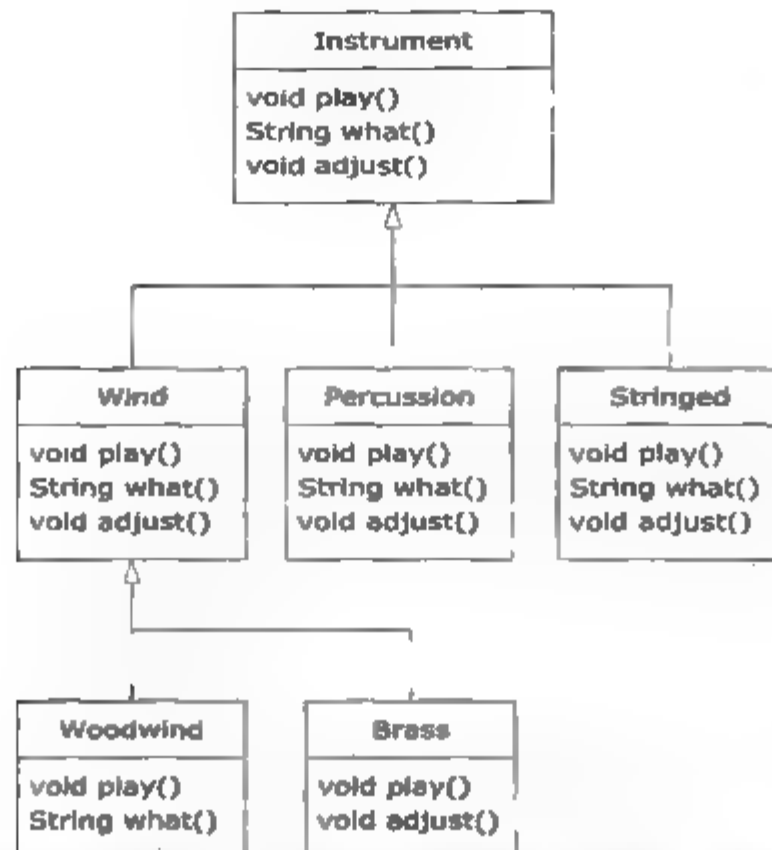 Instrument
void play()
String what()
void adjust()
Wind
void play()
String what()
void adjust()
Percussion
void play()
String what()
void adjust()
Stringed
void play()
String what()
void adjust()
Woodwind
void play()
String what()
Brass
void play()
void adjust()